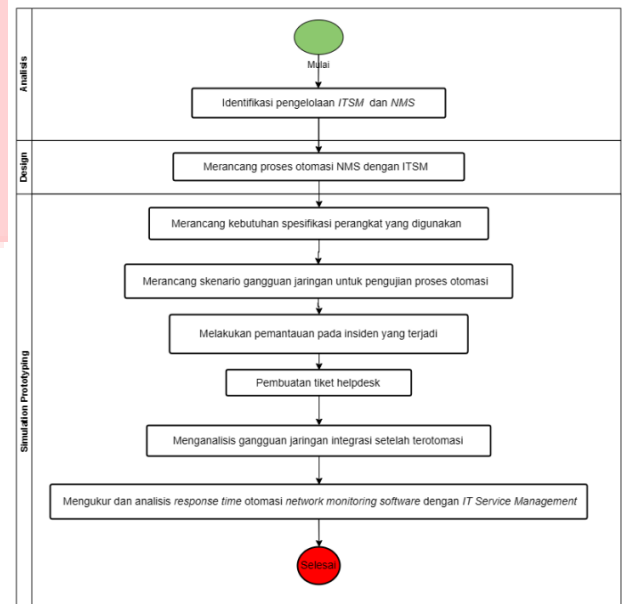 Analisis
Mulai
Identifikasi pengelolaan ITSM dan NMS
Design
Merancang proses otomasi NMS dengan ITSM
Simulation Prototyping
Merancang kebutuhan spesifikasi perangkat yang digunakan
Merancang skenario gangguan jaringan untuk pengujian proses otomasi
Melakukan pemantauan pada insiden yang terjadi
Pembuatan tiket helpdesk
Menganalisis gangguan jaringan integrasi setelah terotomasi
Mengukur dan analisis response time otomasi network monitoring software dengan IT Service Management
Selesai